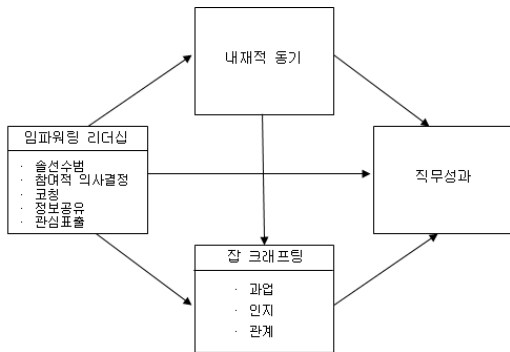 내재적 동기
임파워링 리더십
· 솔선수범
· 참여적 의사결정
· 코칭
· 정보공유
· 관심표출
직무성과
잡 크래프팅
· 과업
· 인지
· 관계